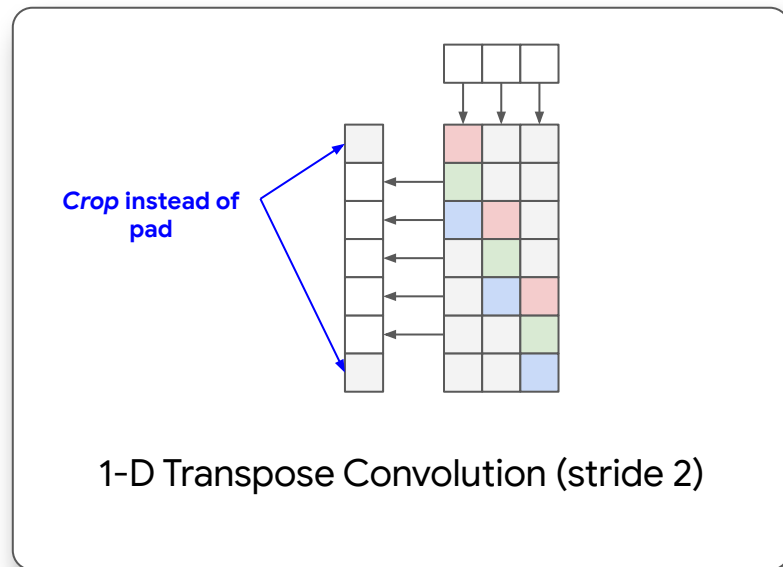 Crop instead of
pad
1-D Transpose Convolution (stride 2)